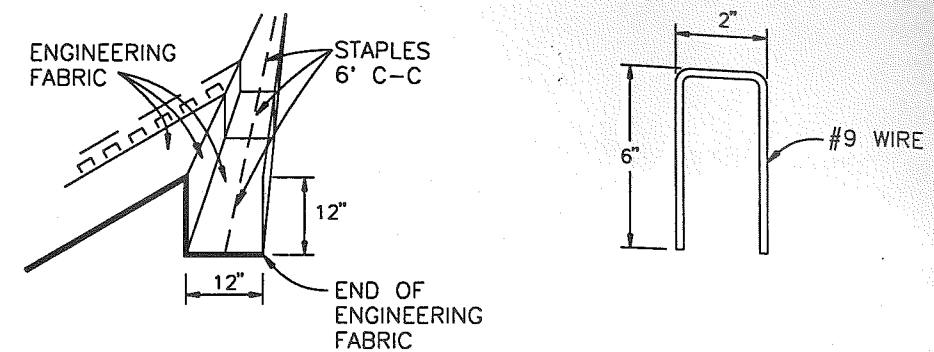 ENGINEERING
FABRIC
STAPLES
6' C-C
12"
12"
END OF
ENGINEERING
FABRIC
2"
6"
#9 WIRE